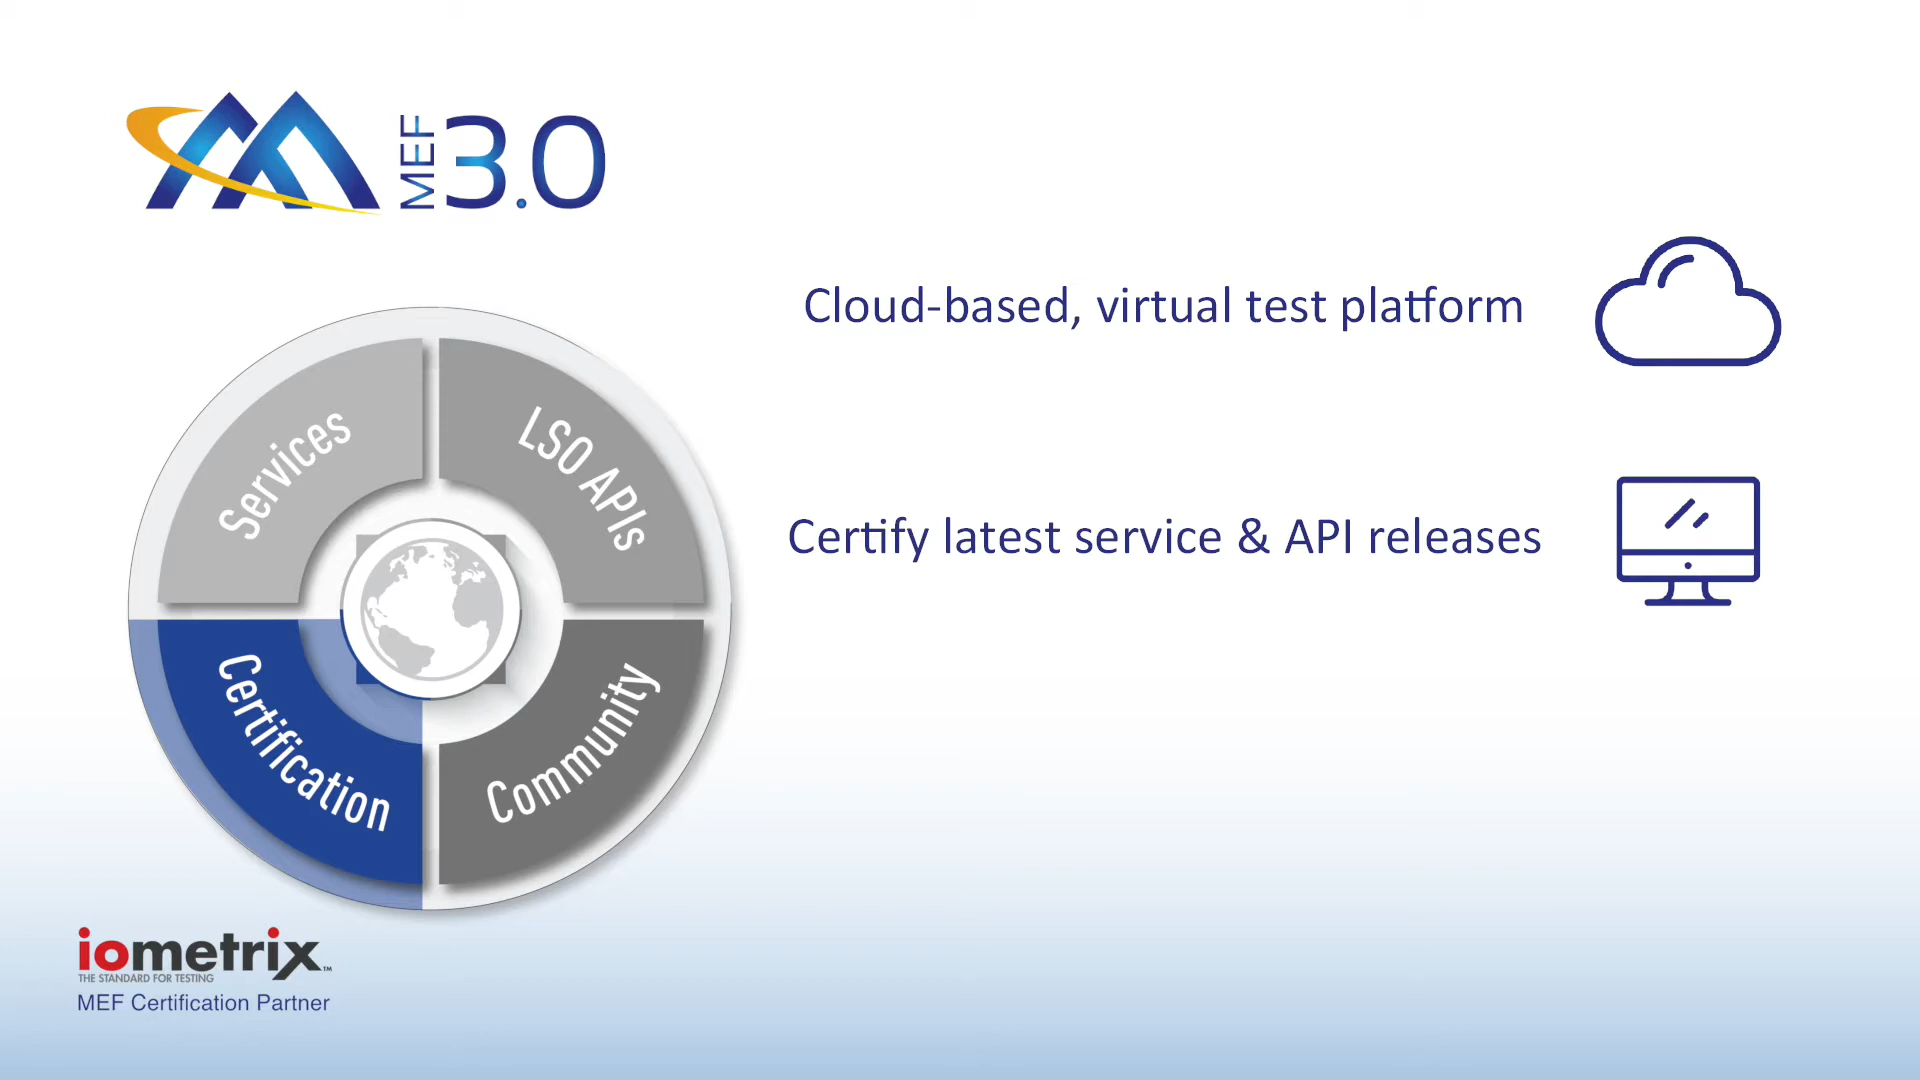 MEF 3.0
Cloud-based, virtual test platform
Services
LSO APIs
Certify latest service & API releases
Certification
Community
iometrix™
THE STANDARD FOR TESTING
MEF Certification Partner